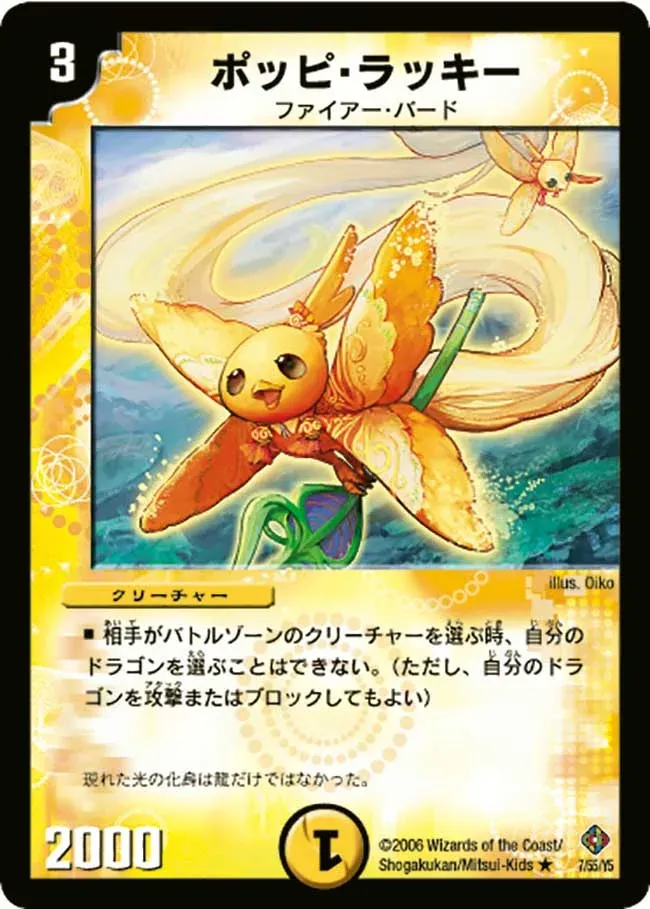 3
ポッピ・ラッキー
ファイアー・バード
illus. Oiko
クリーチャー
■ 相手がバトルゾーンのクリーチャーを選ぶ時、自分の
ドラゴンを選ぶことはできない。（ただし、自分のドラ
ゴンを攻撃またはブロックしてもよい）
現れた光の化身は龍だけではなかった。
2000
1
©2006 Wizards of the Coast/
Shogakukan/Mitsui-Kids ★ 7/55/Y5